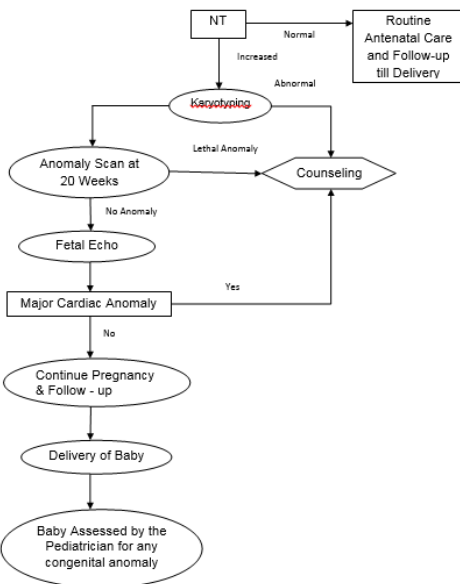 NT
Normal
Routine
Antenatal Care
and Follow-up
till Delivery
Increased
Abnormal
Karyotyping
Lethal Anomaly
Anomaly Scan at
20 Weeks
Counseling
No Anomaly
Fetal Echo
Yes
Major Cardiac Anomaly
No
Continue Pregnancy
& Follow - up
Delivery of Baby
Baby Assessed by the
Pediatrician for any
congenital anomaly